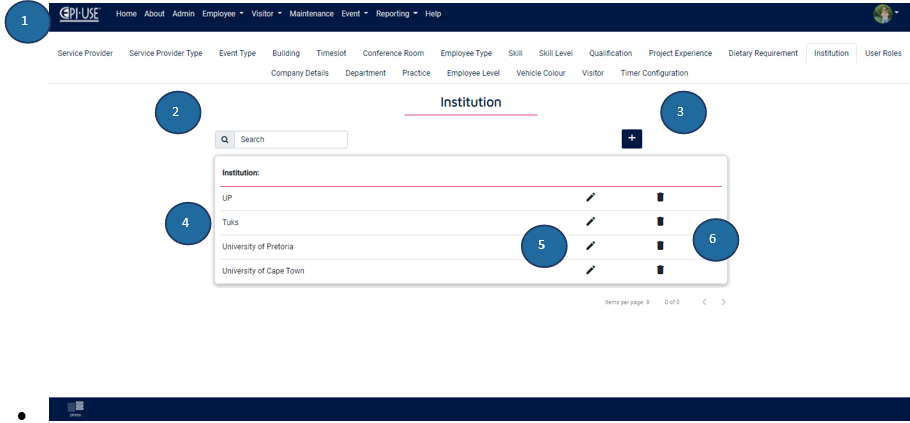 1
EPI-USE Home About Admin Employee Visitor Maintenance Event Reporting Help
Service Provider Service Provider Type Event Type Building Timeslot Conference Room Employee Type Skill Skill Level Qualification Project Experience Dietary Requirement Institution User Roles
Company Details Department Practice Employee Level Vehicle Colour Visitor Timer Configuration
2
Institution
3
Search
+
Institution:
UP
4
Tuks
5
6
University of Pretoria
University of Cape Town
Items per page 8 0 of 0